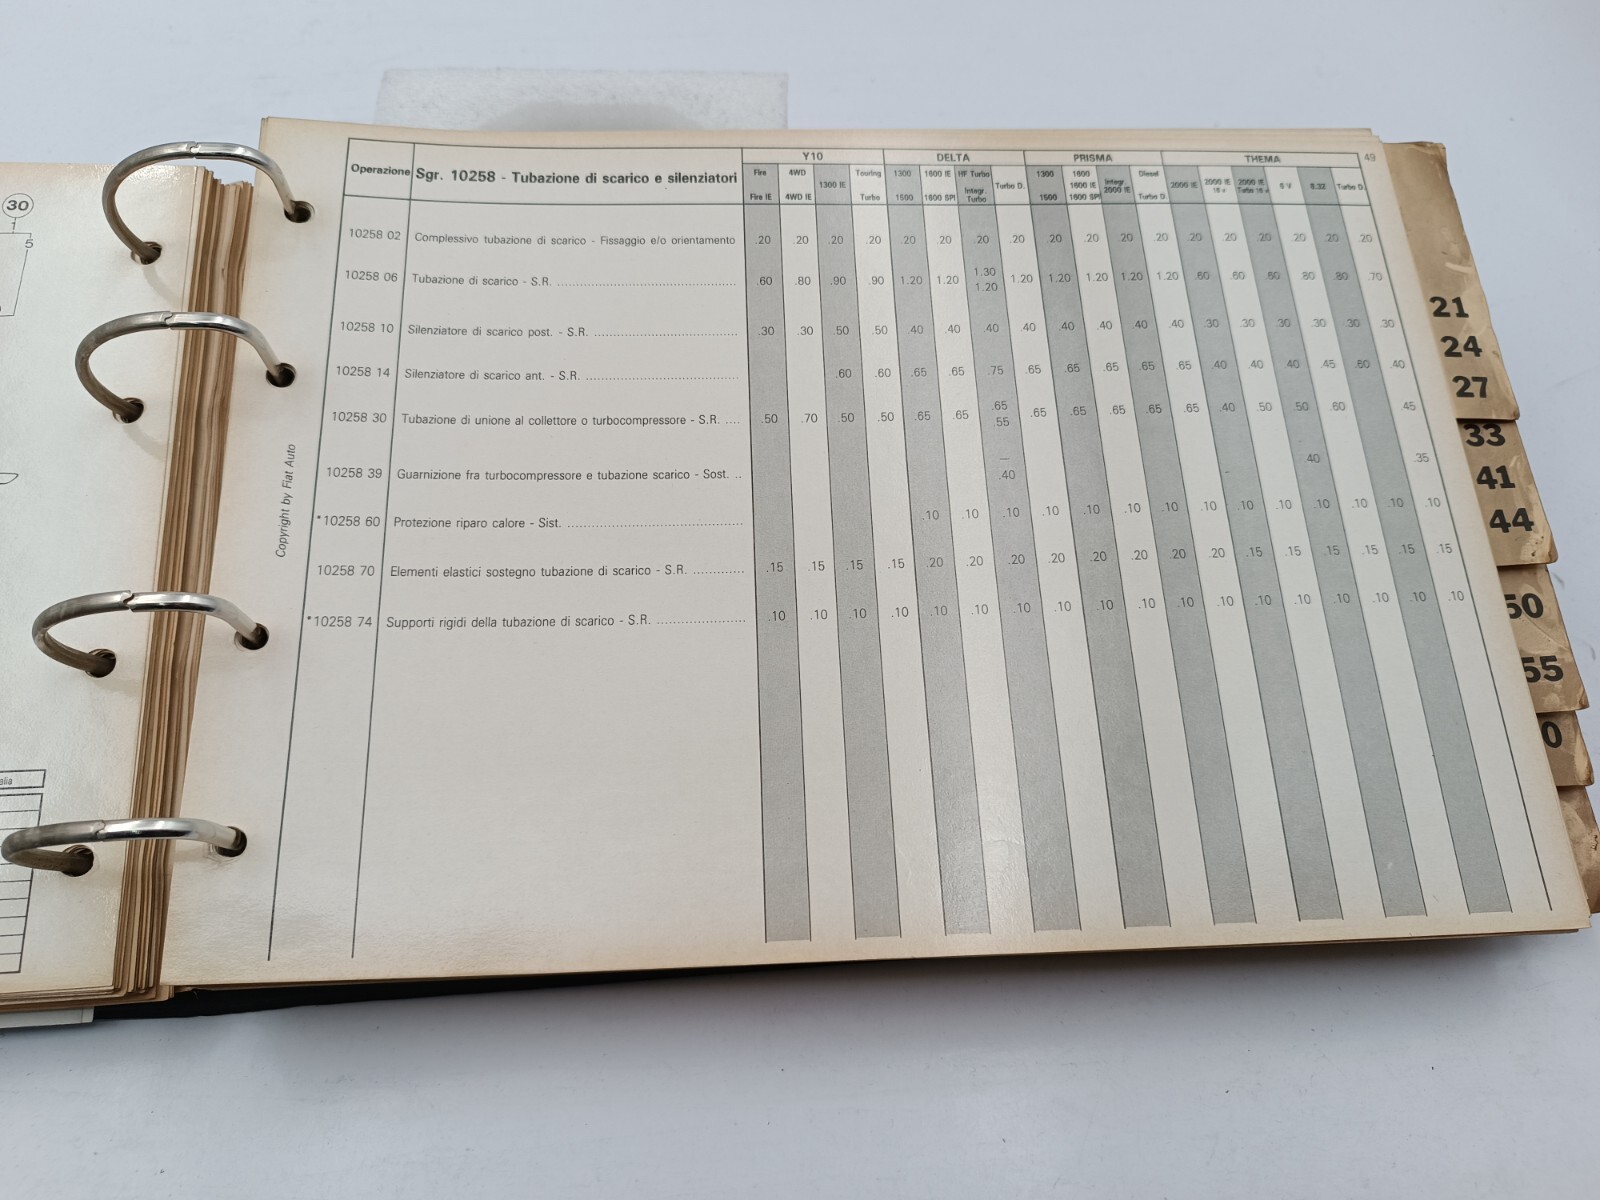 30
1
5
alia
49
Operazione Sgr. 10258 - Tubazione di scarico e silenziatori
Y10 DELTA PRISMA THEMA
Fire 4WD 1300 IE Touring 1300 1600 IE HF Turbo Turbo D. 1300 1600 Integr. Diesel 2000 IE 2000 IE 2000 IE 6 V 8.32 Turbo D.
Integr. 1600 IE 2000 IE 16 v Turbo 16 v
Fire IE 4WD IE Turbo 1500 1600 SPI Turbo 1500 1600 SPI Turbo D.
10258 02 Complessivo tubazione di scarico - Fissaggio e/o orientamento .20 .20 .20 .20 .20 .20 .20 .20 .20 .20 .20 .20 .20 .20 .20 .20 .20 .20
10258 06 Tubazione di scarico - S.R. .60 .80 .90 .90 1.20 1.20 1.30 1.20 1.20 1.20 1.20 1.20 .60 .60 .60 .80 .80 .70
1.20
10258 10 Silenziatore di scarico post. - S.R. .30 .30 .50 .50 .40 .40 .40 .40 .40 .40 .40 .40 .30 .30 .30 .30 .30 .30
10258 14 Silenziatore di scarico ant. - S.R. .60 .60 .65 .65 .75 .65 .65 .65 .65 .65 .40 .40 .40 .45 .60 .40
10258 30 Tubazione di unione al collettore o turbocompressore - S.R. .50 .70 .50 .50 .65 .65 .65 .65 .65 .65 .65 .65 .40 .50 .50 .60 .45
.55
10258 39 Guarnizione fra turbocompressore e tubazione scarico - Sost. — .40 .35
.40
*10258 60 Protezione riparo calore - Sist. .10 .10 .10 .10 .10 .10 .10 .10 .10 .10 .10 .10 .10 .10
10258 70 Elementi elastici sostegno tubazione di scarico - S.R. .15 .15 .15 .15 .20 .20 .20 .20 .20 .20 .20 .20 .15 .15 .15 .15 .15 .15
*10258 74 Supporti rigidi della tubazione di scarico - S.R. .10 .10 .10 .10 .10 .10 .10 .10 .10 .10 .10 .10 .10 .10 .10 .10 .10 .10
Copyright by Fiat Auto
21
24
27
33
41
44
50
55
0